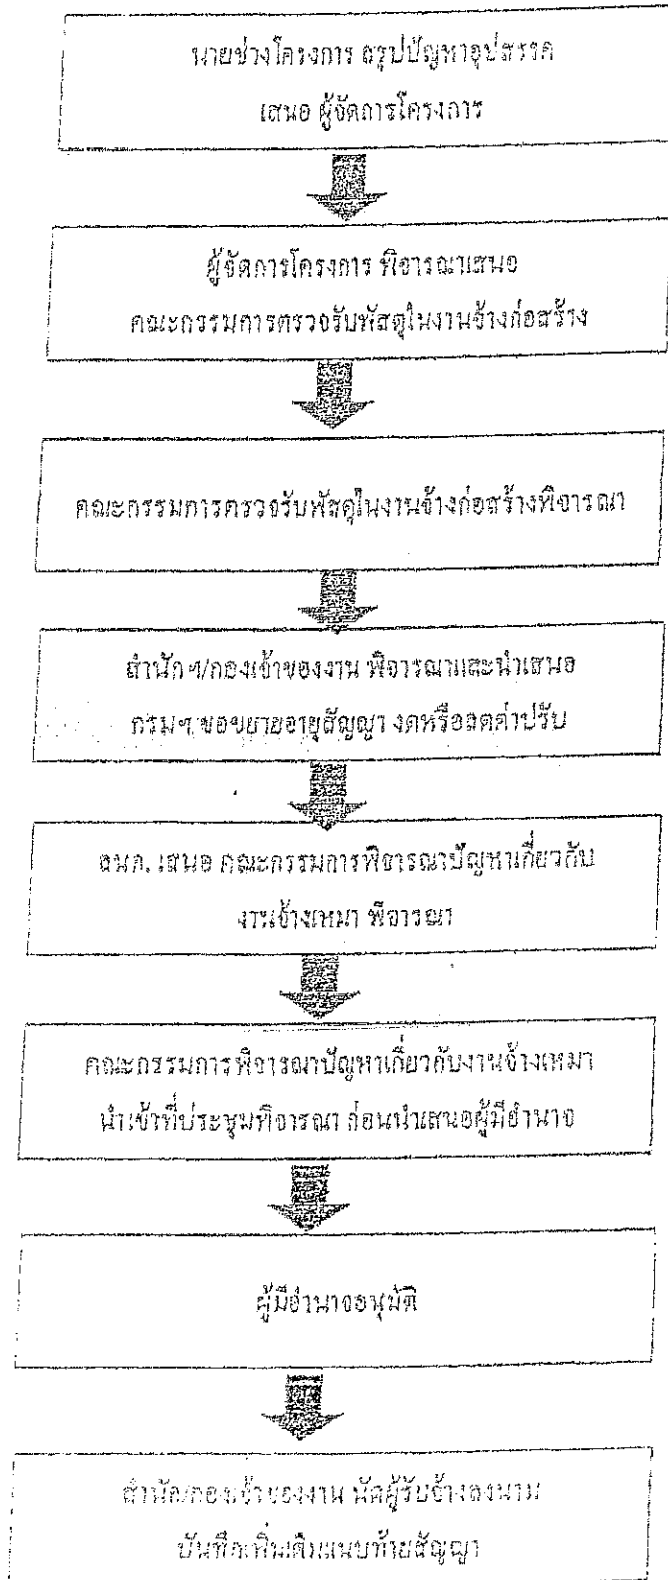 นายช่างโครงการ สรุปปัญหาอุปสรรค
เสนอ ผู้จัดการโครงการ
ผู้จัดการโครงการ พิจารณาเสนอ
คณะกรรมการตรวจรับพัสดุในงานจ้างก่อสร้าง
คณะกรรมการตรวจรับพัสดุในงานจ้างก่อสร้างพิจารณา
สำนักฯ/กองเจ้าของงาน พิจารณาและนำเสนอ
กรมฯ ขอขยายอายุสัญญา งดหรือลดค่าปรับ
เสนอ คณะกรรมการพิจารณาปัญหาเกี่ยวกับ
งานจ้างเหมา พิจารณา
คณะกรรมการพิจารณาปัญหาเกี่ยวกับงานจ้างเหมา
นำเข้าที่ประชุมพิจารณา ก่อนนำเสนอผู้มีอำนาจ
ผู้มีอำนาจอนุมัติ
สำนัก/กองเจ้าของงาน นัดผู้รับจ้างลงนาม
บันทึกเพิ่มเติมแนบท้ายสัญญา